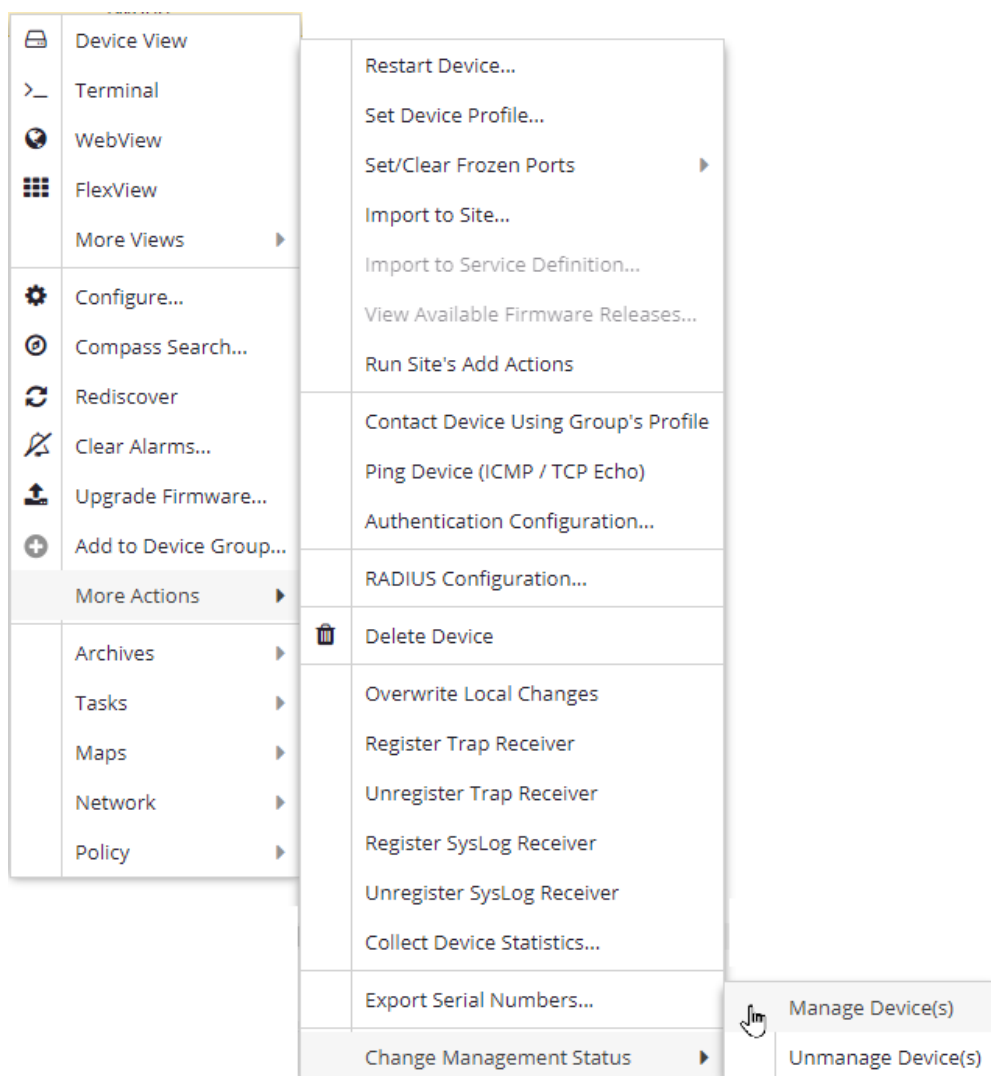 Device View
Terminal
WebView
FlexView
More Views
Configure...
Compass Search...
Rediscover
Clear Alarms...
Upgrade Firmware...
Add to Device Group...
More Actions
Archives
Tasks
Maps
Network
Policy
Restart Device...
Set Device Profile...
Set/Clear Frozen Ports
Import to Site...
Import to Service Definition...
View Available Firmware Releases...
Run Site's Add Actions
Contact Device Using Group's Profile
Ping Device (ICMP / TCP Echo)
Authentication Configuration...
RADIUS Configuration...
Delete Device
Overwrite Local Changes
Register Trap Receiver
Unregister Trap Receiver
Register SysLog Receiver
Unregister SysLog Receiver
Collect Device Statistics...
Export Serial Numbers...
Change Management Status
Manage Device(s)
Unmanage Device(s)